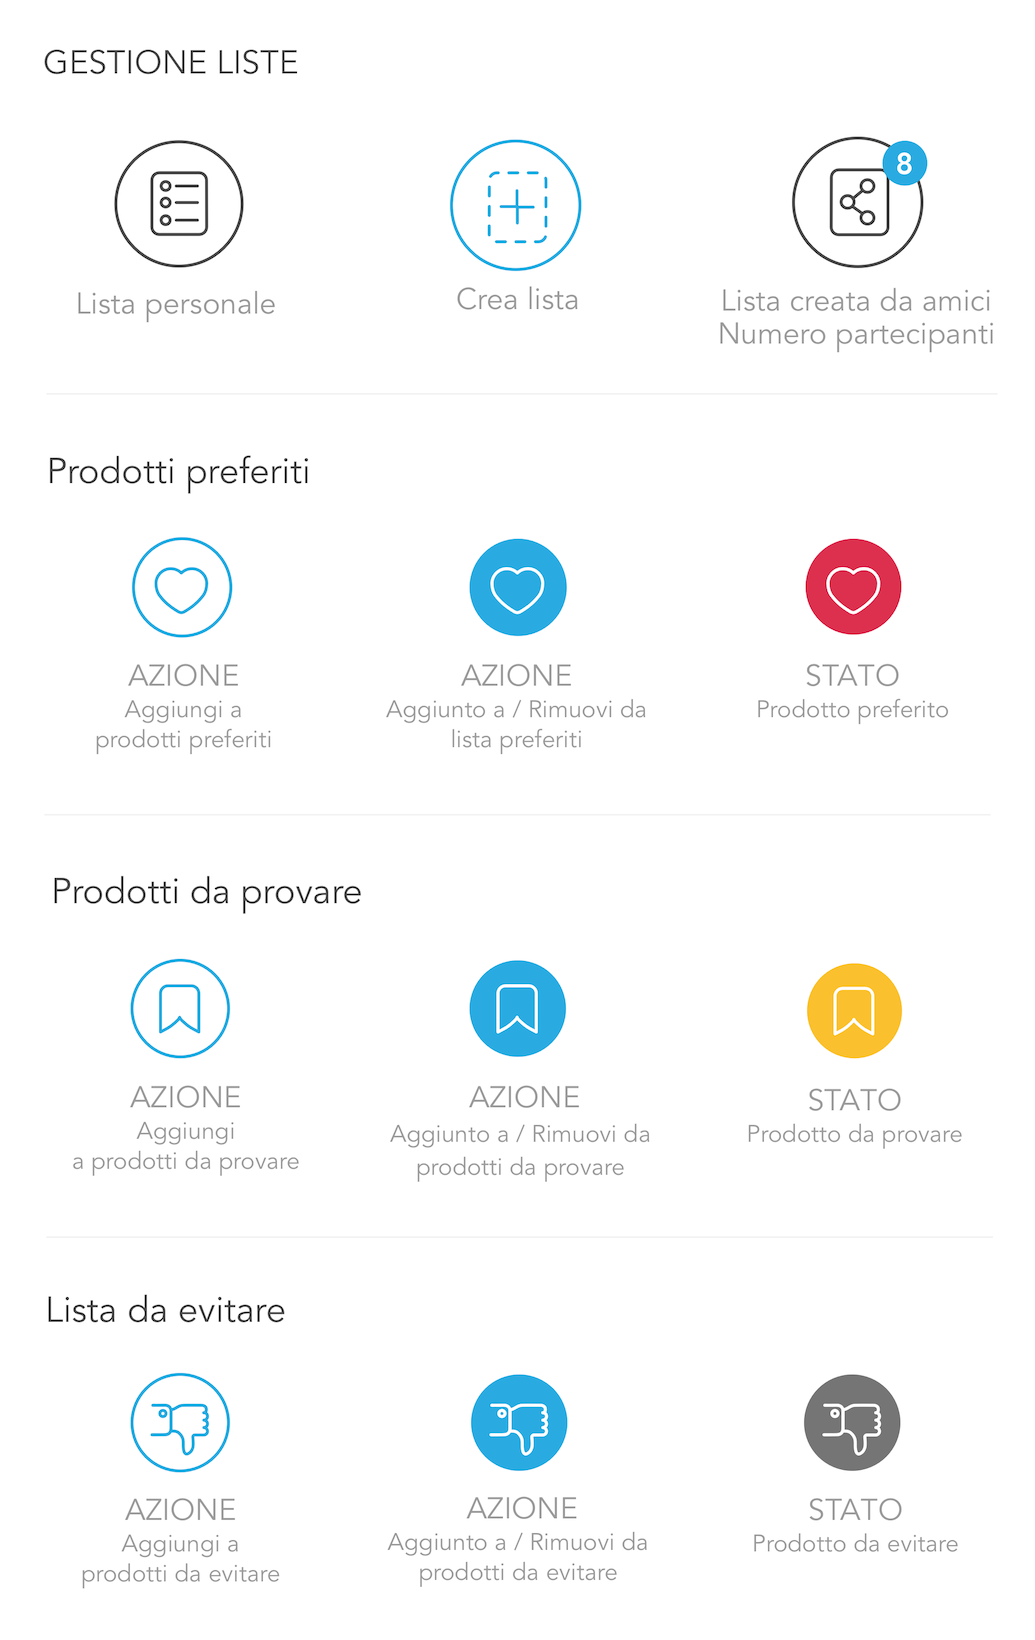 GESTIONE LISTE
8
Lista personale
Crea lista
Lista creata da amici
Numero partecipanti
Prodotti preferiti
AZIONE
Aggiungi a
prodotti preferiti
AZIONE
Aggiunto a / Rimuovi da
lista preferiti
STATO
Prodotto preferito
Prodotti da provare
AZIONE
Aggiungi
a prodotti da provare
AZIONE
Aggiunto a / Rimuovi da
prodotti da provare
STATO
Prodotto da provare
Lista da evitare
AZIONE
Aggiungi a
prodotti da evitare
AZIONE
Aggiunto a / Rimuovi da
prodotti da evitare
STATO
Prodotto da evitare